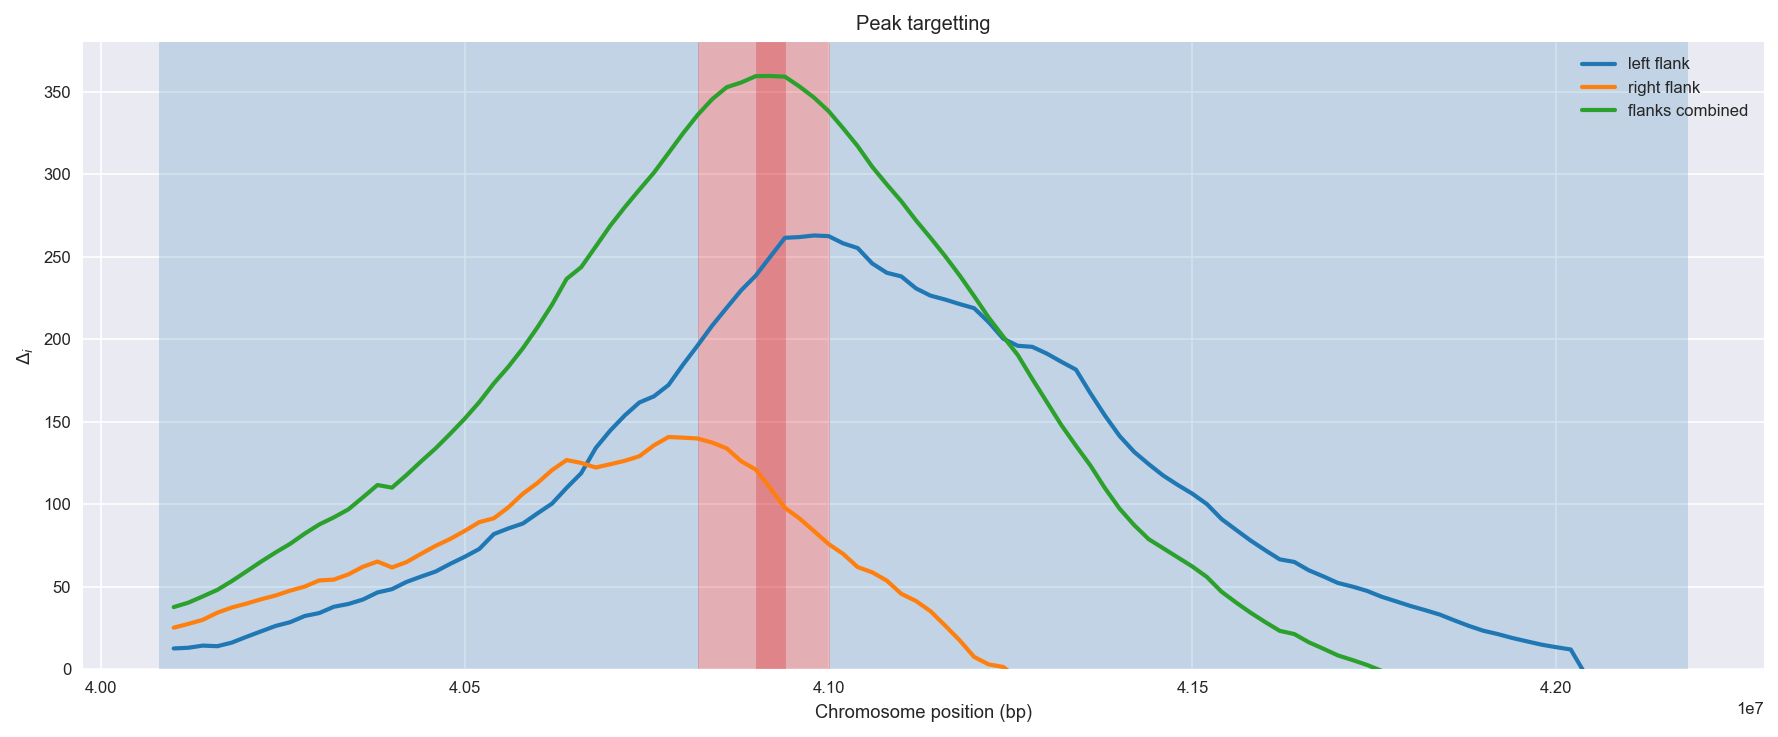 Peak targetting
left flank
right flank
flanks combined
350
300
250
200
150
100
50
0
Δi
4.00
4.05
4.10
4.15
4.20
1e7
Chromosome position (bp)